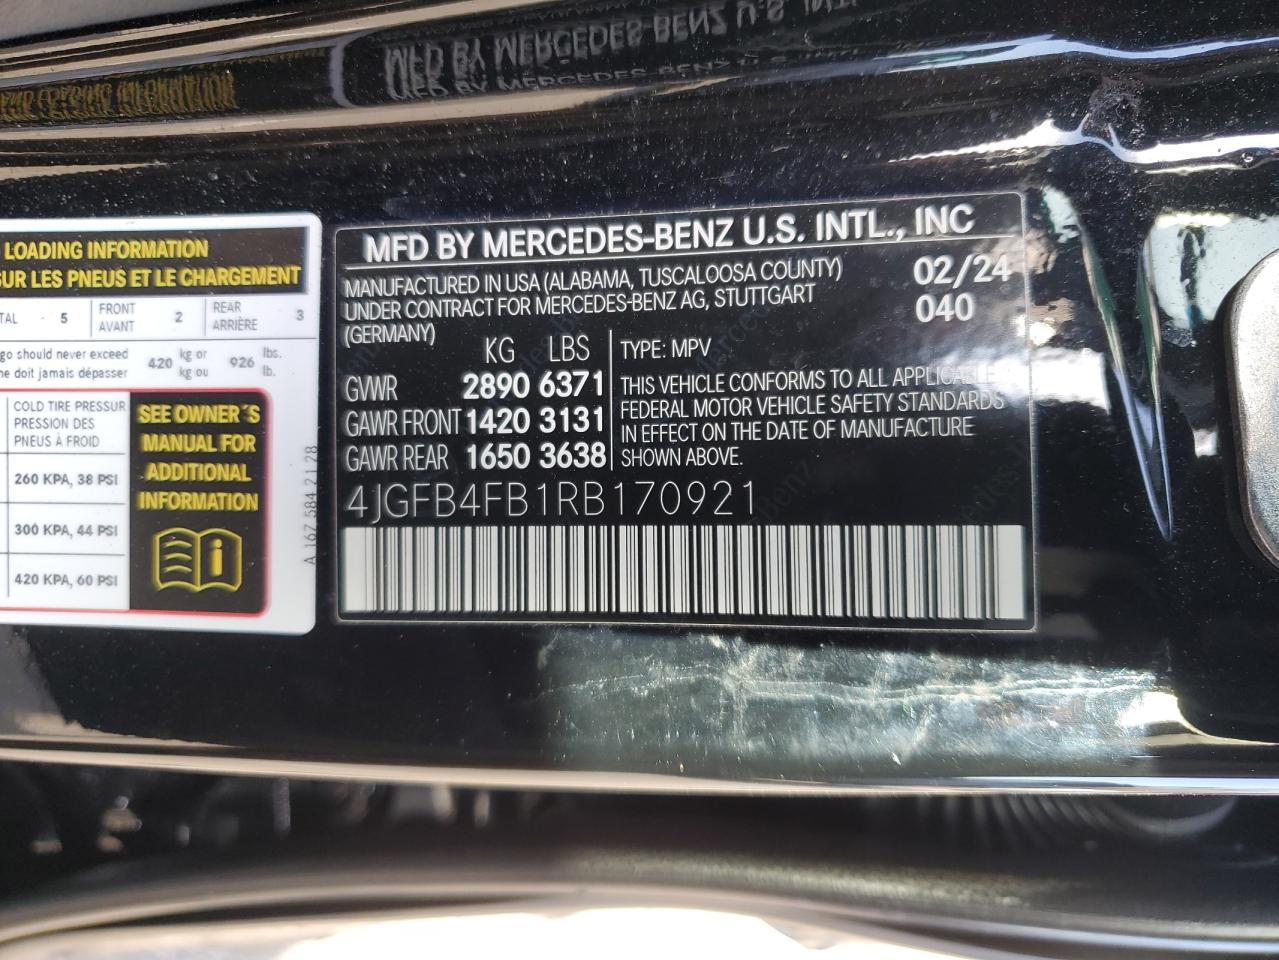 LOADING INFORMATION
SUR LES PNEUS ET LE CHARGEMENT
5
FRONT
AVANT
2
REAR
ARRIÈRE
3
go should never exceed
ne doit jamais dépasser
420
kg or
kg ou
926
lbs.
lb.
COLD TIRE PRESSUR
PRESSION DES
PNEUS À FROID
260 KPA, 38 PSI
300 KPA, 44 PSI
420 KPA, 60 PSI
SEE OWNER´S
MANUAL FOR
ADDITIONAL
INFORMATION
A 167 584 21 28
MFD BY MERCEDES-BENZ U.S. INTL., INC
MANUFACTURED IN USA (ALABAMA, TUSCALOOSA COUNTY)
UNDER CONTRACT FOR MERCEDES-BENZ AG, STUTTGART
(GERMANY)
02/24
040
KG LBS
GVWR 2890 6371
GAWR FRONT 1420 3131
GAWR REAR 1650 3638
TYPE: MPV
THIS VEHICLE CONFORMS TO ALL APPLICABLE
FEDERAL MOTOR VEHICLE SAFETY STANDARDS
IN EFFECT ON THE DATE OF MANUFACTURE
SHOWN ABOVE.
4JGFB4FB1RB170921